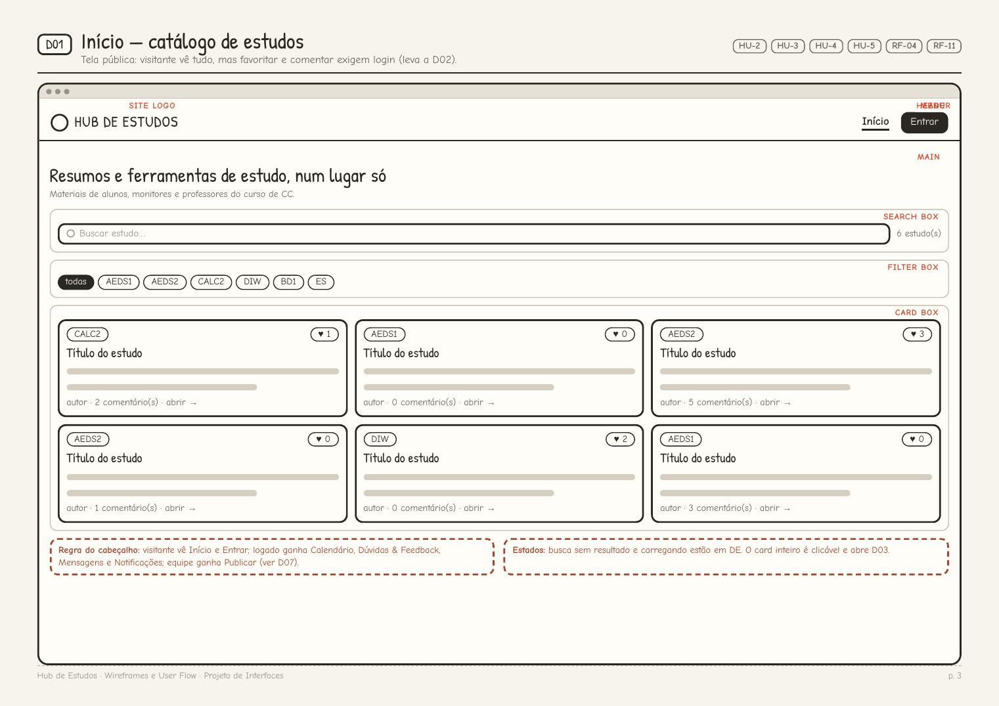 D01
Início — catálogo de estudos
HU-2 HU-3 HU-4 HU-5 RF-04 RF-11
Tela pública: visitante vê tudo, mas favoritar e comentar exigem login (leva a D02).
SITE LOGO
HEADER
MENU
HUB DE ESTUDOS
Início
Entrar
MAIN
Resumos e ferramentas de estudo, num lugar só
Materiais de alunos, monitores e professores do curso de CC.
SEARCH BOX
Buscar estudo...
6 estudo(s)
FILTER BOX
todas AEDS1 AEDS2 CALC2 DIW BD1 ES
CARD BOX
CALC2 ♥ 1
Título do estudo
autor · 2 comentário(s) · abrir →
AEDS1 ♥ 0
Título do estudo
autor · 0 comentário(s) · abrir →
AEDS2 ♥ 3
Título do estudo
autor · 5 comentário(s) · abrir →
AEDS2 ♥ 0
Título do estudo
autor · 1 comentário(s) · abrir →
DIW ♥ 2
Título do estudo
autor · 0 comentário(s) · abrir →
AEDS1 ♥ 0
Título do estudo
autor · 3 comentário(s) · abrir →
Regra do cabeçalho: visitante vê Início e Entrar; logado ganha Calendário, Dúvidas & Feedback,
Mensagens e Notificações; equipe ganha Publicar (ver D07).
Estados: busca sem resultado e carregando estão em DE. O card inteiro é clicável e abre D03.
Hub de Estudos · Wireframes e User Flow · Projeto de Interfaces
p. 3